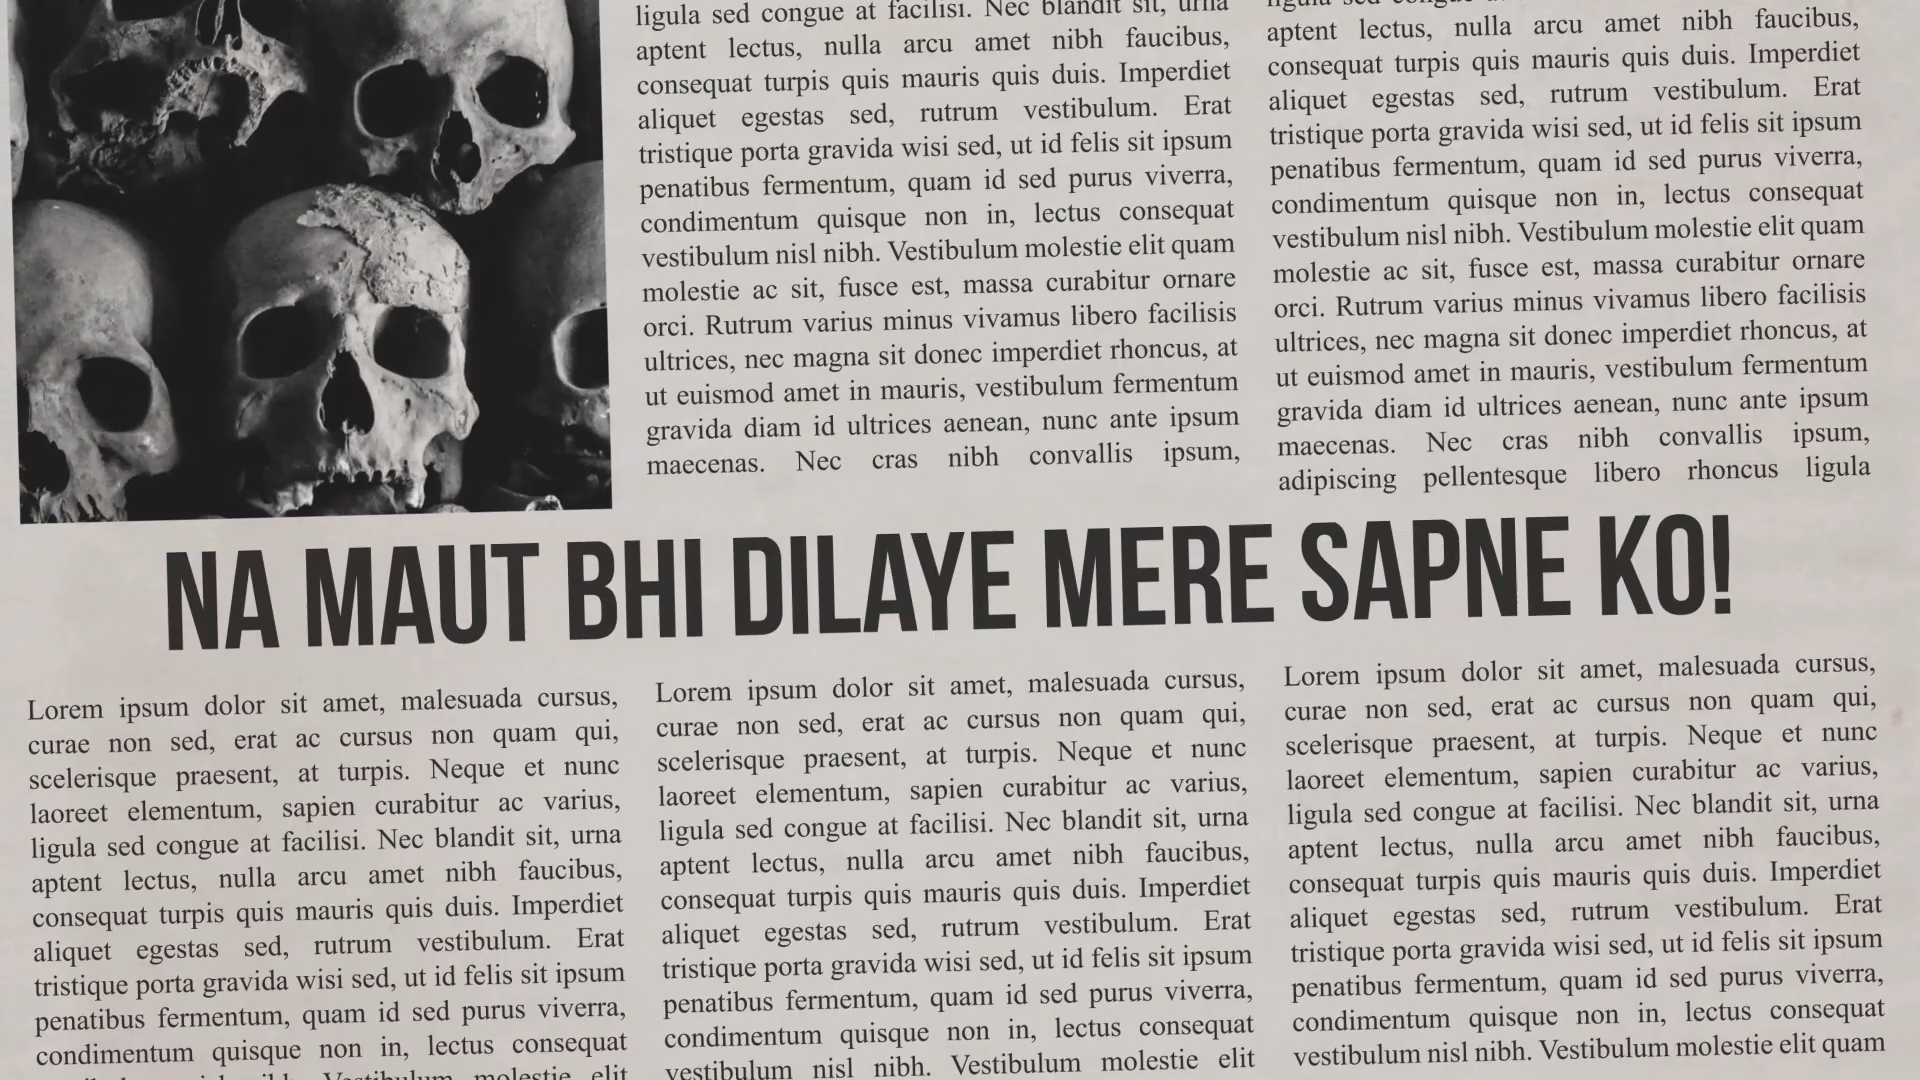 ligula sed congue at facilisi. Nec blandit sit, urna
aptent lectus, nulla arcu amet nibh faucibus,
consequat turpis quis mauris quis duis. Imperdiet
aliquet egestas sed, rutrum vestibulum. Erat
tristique porta gravida wisi sed, ut id felis sit ipsum
penatibus fermentum, quam id sed purus viverra,
condimentum quisque non in, lectus consequat
vestibulum nisl nibh. Vestibulum molestie elit quam
molestie ac sit, fusce est, massa curabitur ornare
orci. Rutrum varius minus vivamus libero facilisis
ultrices, nec magna sit donec imperdiet rhoncus, at
ut euismod amet in mauris, vestibulum fermentum
gravida diam id ultrices aenean, nunc ante ipsum
maecenas. Nec cras nibh convallis ipsum,
aptent lectus, nulla arcu amet nibh faucibus,
consequat turpis quis mauris quis duis. Imperdiet
aliquet egestas sed, rutrum vestibulum. Erat
tristique porta gravida wisi sed, ut id felis sit ipsum
penatibus fermentum, quam id sed purus viverra,
condimentum quisque non in, lectus consequat
vestibulum nisl nibh. Vestibulum molestie elit quam
molestie ac sit, fusce est, massa curabitur ornare
orci. Rutrum varius minus vivamus libero facilisis
ultrices, nec magna sit donec imperdiet rhoncus, at
ut euismod amet in mauris, vestibulum fermentum
gravida diam id ultrices aenean, nunc ante ipsum
maecenas. Nec cras nibh convallis ipsum,
adipiscing pellentesque libero rhoncus ligula
NA MAUT BHI DILAYE MERE SAPNE KO!
Lorem ipsum dolor sit amet, malesuada cursus,
curae non sed, erat ac cursus non quam qui,
scelerisque praesent, at turpis. Neque et nunc
laoreet elementum, sapien curabitur ac varius,
ligula sed congue at facilisi. Nec blandit sit, urna
aptent lectus, nulla arcu amet nibh faucibus,
consequat turpis quis mauris quis duis. Imperdiet
aliquet egestas sed, rutrum vestibulum. Erat
tristique porta gravida wisi sed, ut id felis sit ipsum
penatibus fermentum, quam id sed purus viverra,
condimentum quisque non in, lectus consequat
Vestibulum molestie elit
Lorem ipsum dolor sit amet, malesuada cursus,
curae non sed, erat ac cursus non quam qui,
scelerisque praesent, at turpis. Neque et nunc
laoreet elementum, sapien curabitur ac varius,
ligula sed congue at facilisi. Nec blandit sit, urna
aptent lectus, nulla arcu amet nibh faucibus,
consequat turpis quis mauris quis duis. Imperdiet
aliquet egestas sed, rutrum vestibulum. Erat
tristique porta gravida wisi sed, ut id felis sit ipsum
penatibus fermentum, quam id sed purus viverra,
condimentum quisque non in, lectus consequat
vestibulum nisl nibh. Vestibulum molestie elit
Lorem ipsum dolor sit amet, malesuada cursus,
curae non sed, erat ac cursus non quam qui,
scelerisque praesent, at turpis. Neque et nunc
laoreet elementum, sapien curabitur ac varius,
ligula sed congue at facilisi. Nec blandit sit, urna
aptent lectus, nulla arcu amet nibh faucibus,
consequat turpis quis mauris quis duis. Imperdiet
aliquet egestas sed, rutrum vestibulum. Erat
tristique porta gravida wisi sed, ut id felis sit ipsum
penatibus fermentum, quam id sed purus viverra,
condimentum quisque non in, lectus consequat
vestibulum nisl nibh. Vestibulum molestie elit quam